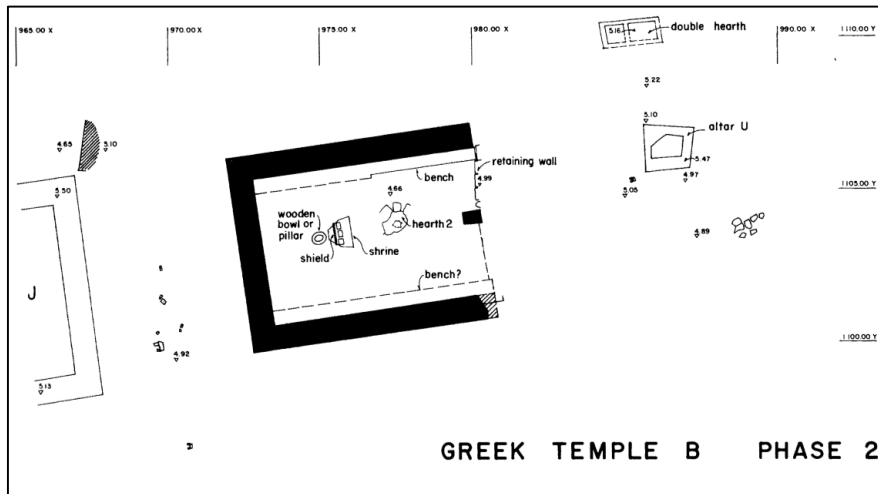 965.00 X
970.00 X
975.00 X
980.00 X
990.00 X
1110.00 Y
5.16
double hearth
5.22
5.10
altar U
4.65
5.10
retaining wall
5.47
4.97
bench
4.99
4.66
5.50
5.05
1105.00 Y
wooden
bowl or
pillar
hearth 2
shrine
shield
4.89
bench?
J
4.92
1100.00 Y
5.13
GREEK TEMPLE B PHASE 2